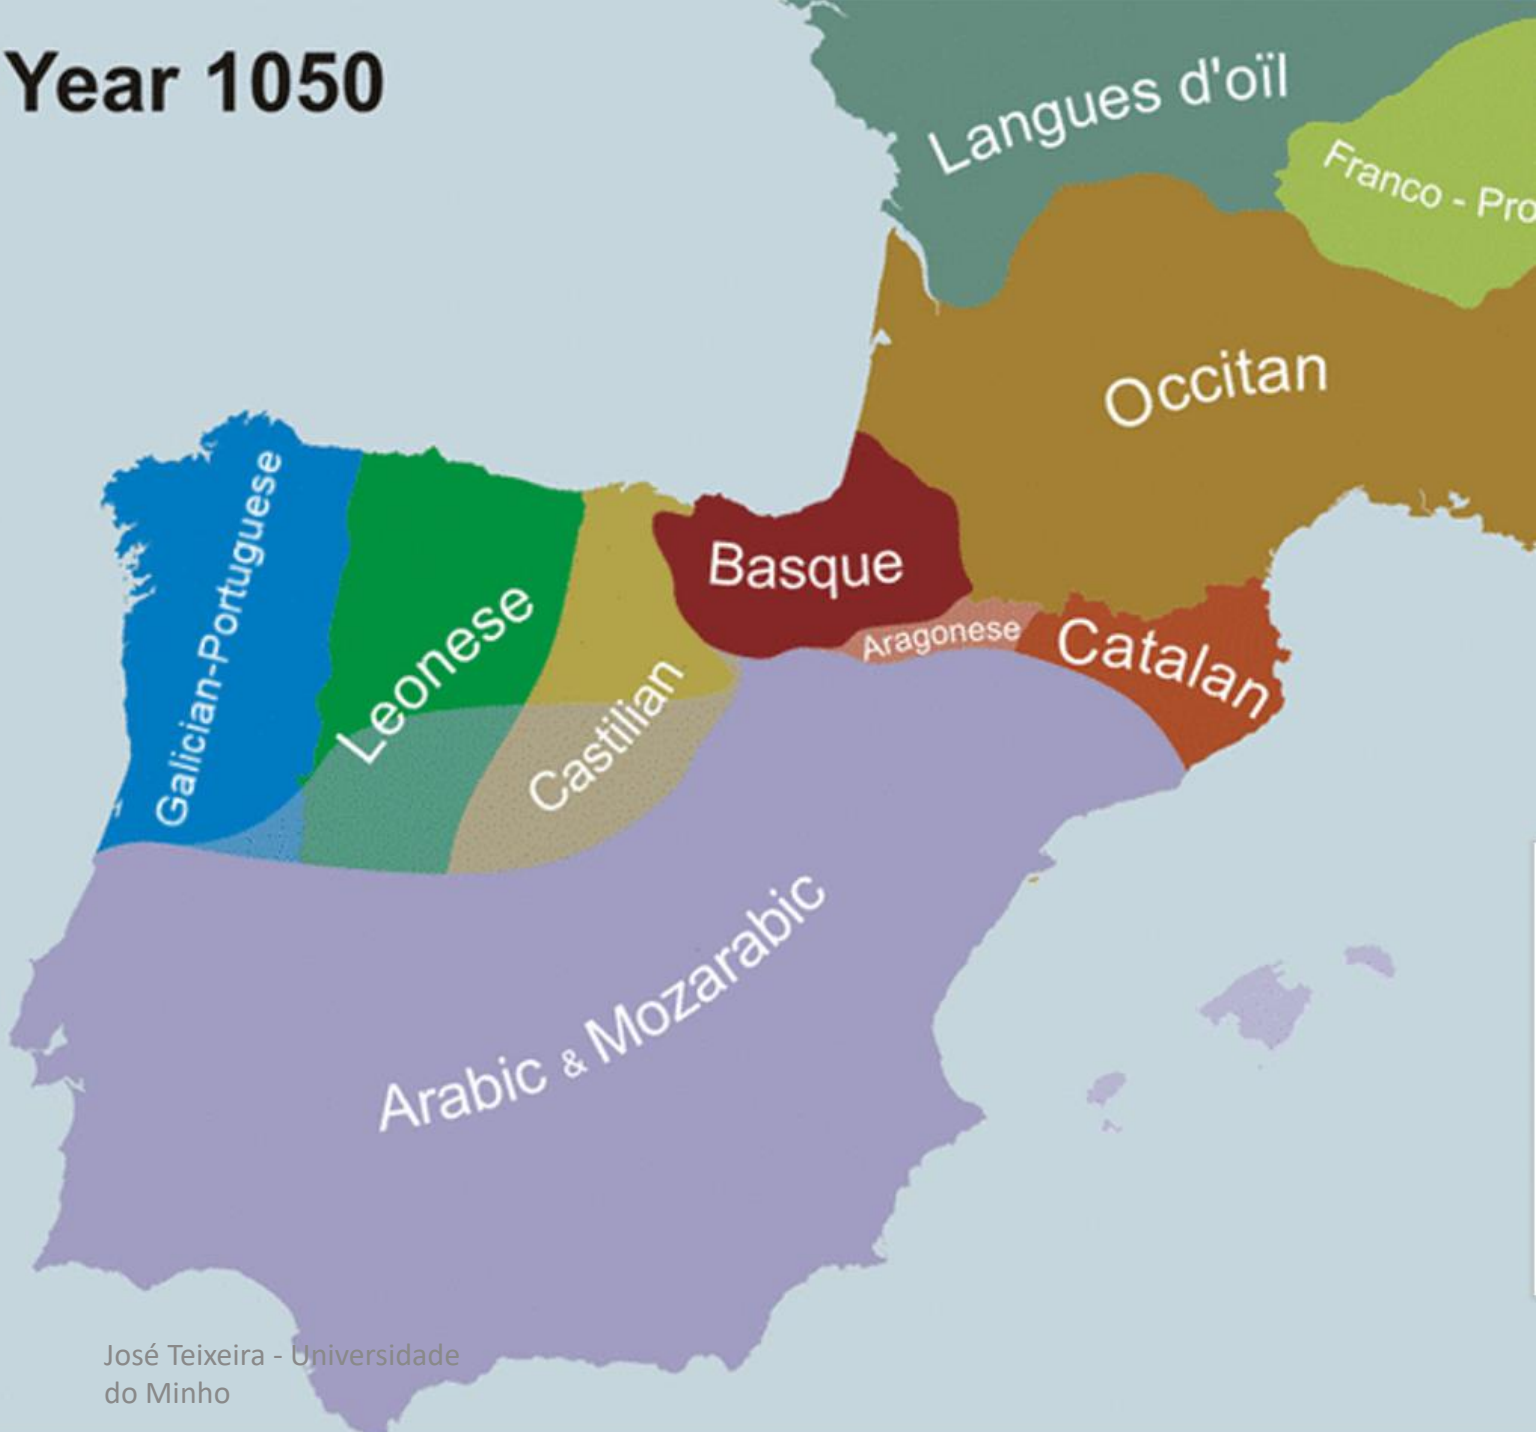 Year 1050
Langues d'oïl
Franco - Pro
Occitan
Galician-Portuguese
Leonese
Castilian
Basque
Aragonese
Catalan
Arabic & Mozarabic
José Teixeira - Universidade
do Minho